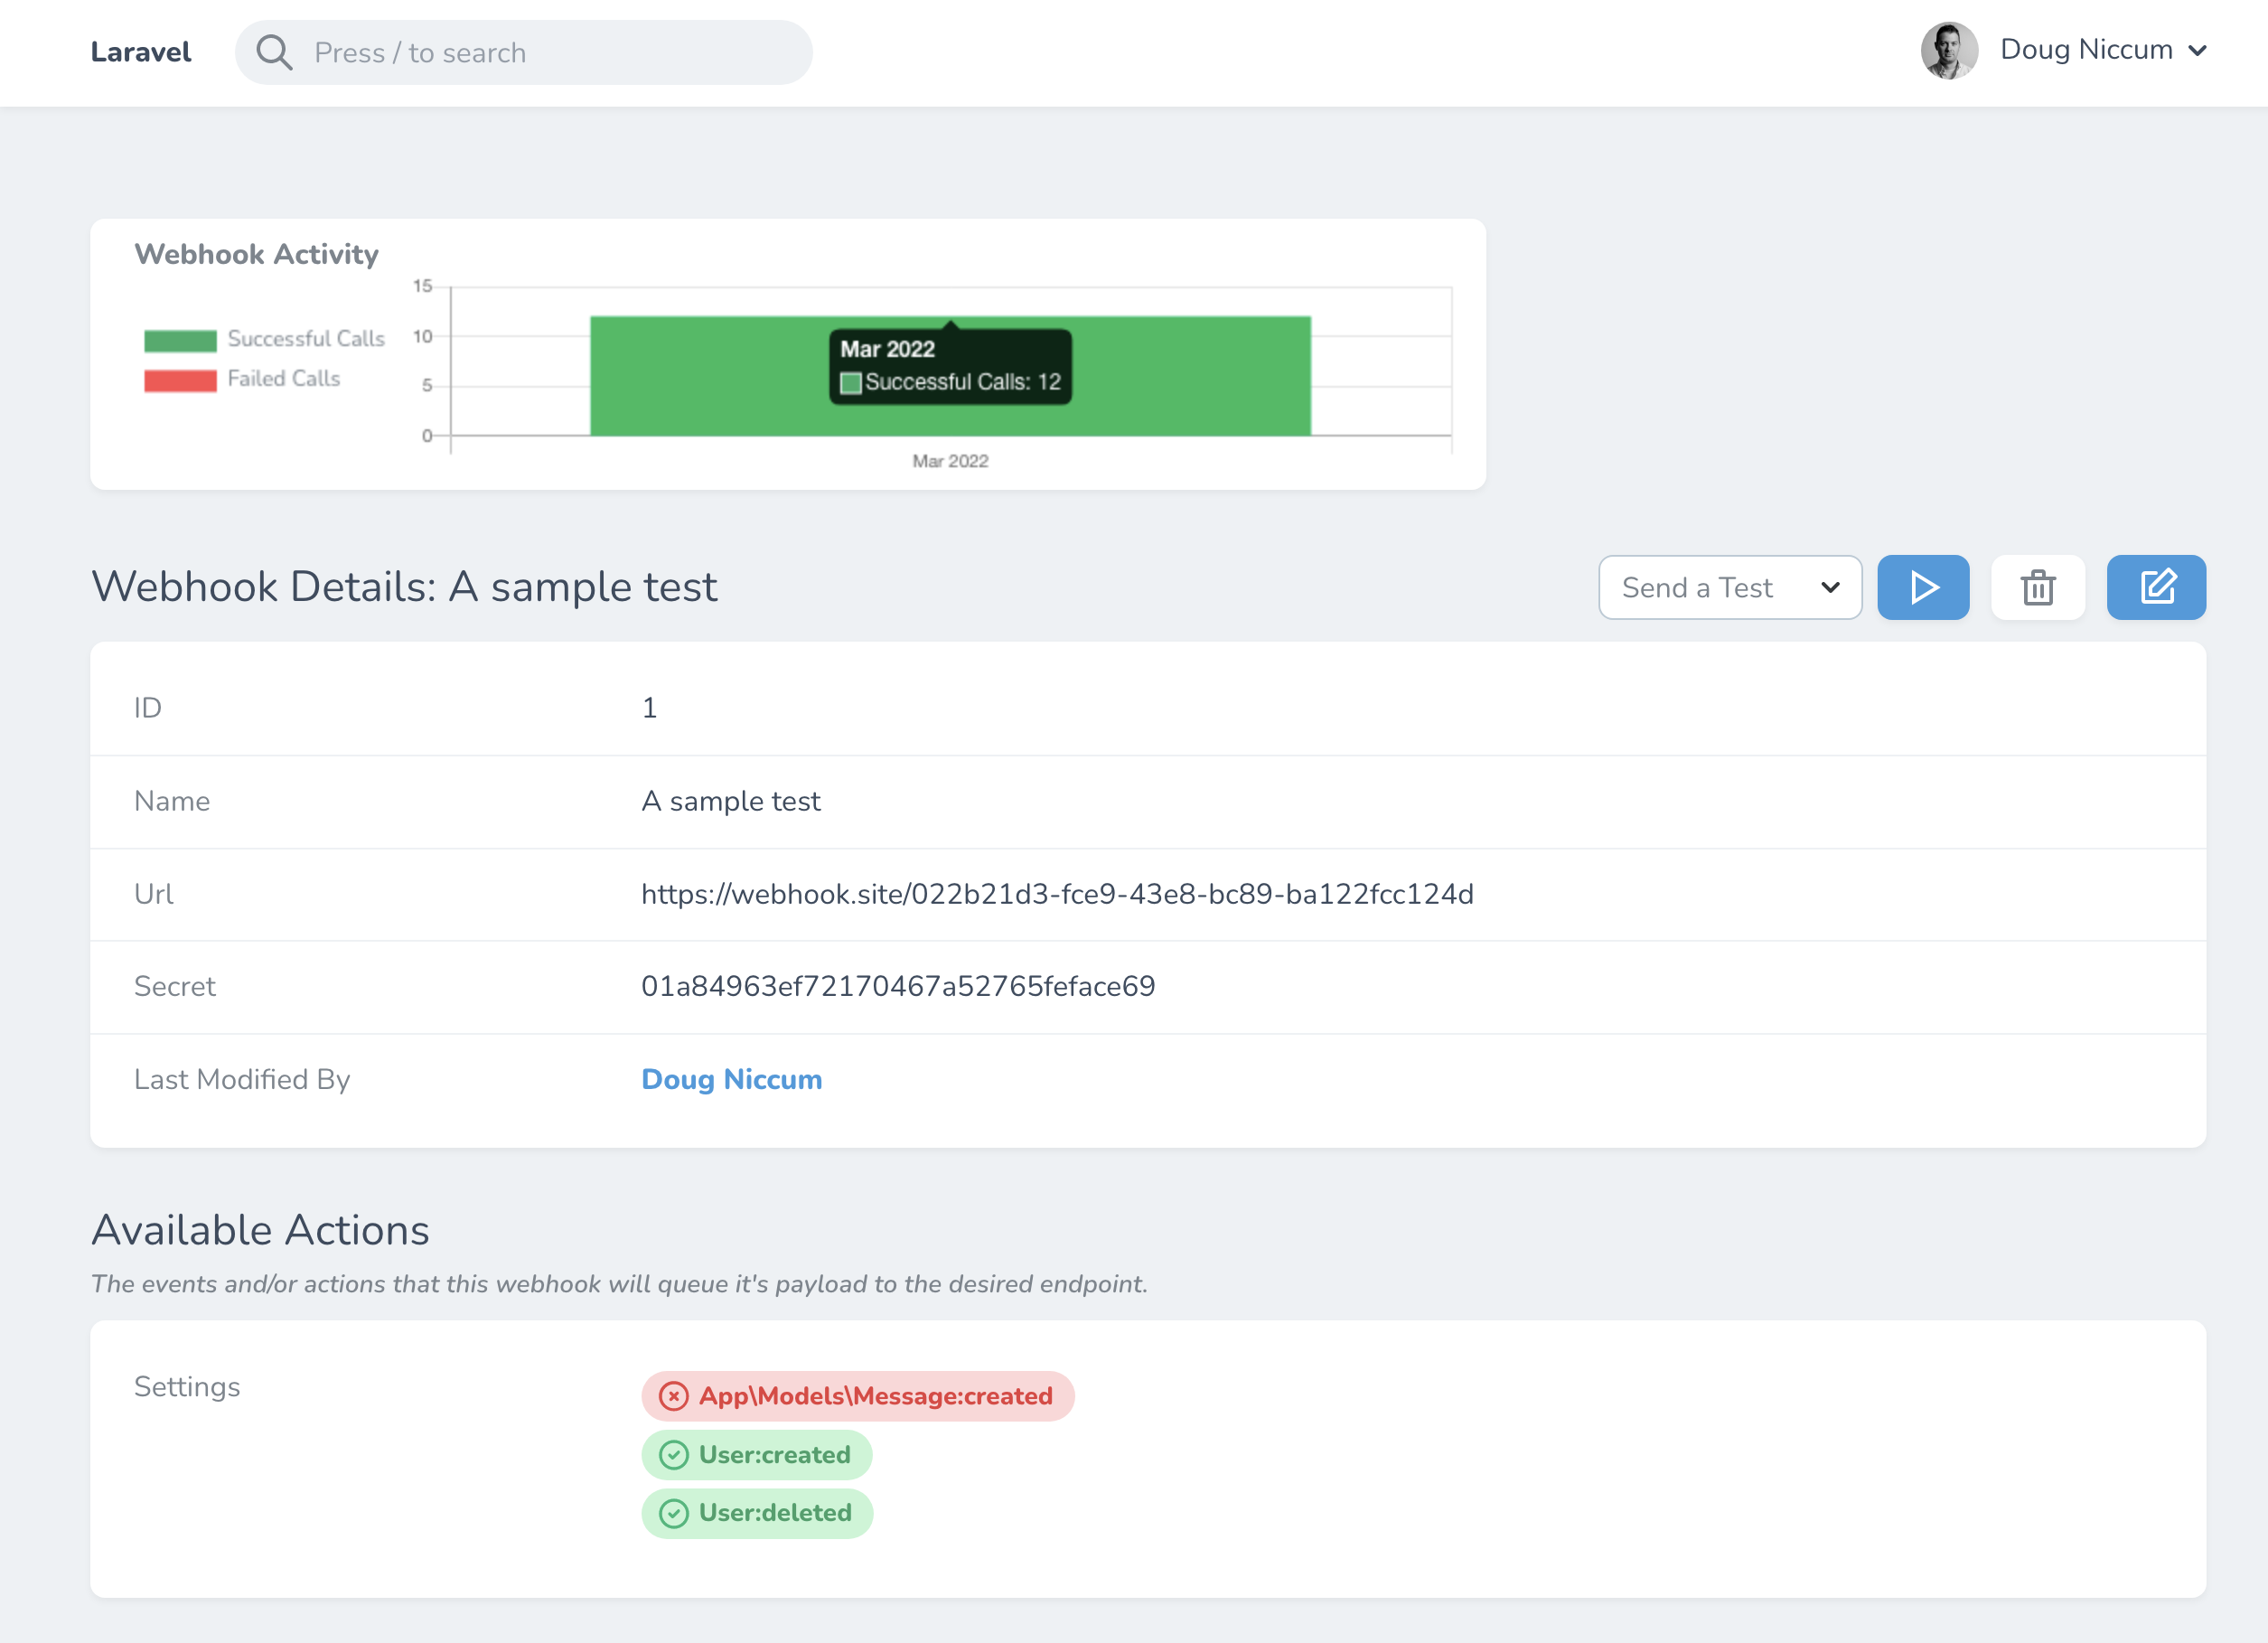 Laravel
Press / to search
Doug Niccum
Webhook Activity
Successful Calls
Failed Calls
15
10
5
0
Mar 2022
Successful Calls: 12
Mar 2022
Webhook Details: A sample test
Send a Test
ID 1
Name A sample test
Url https://webhook.site/022b21d3-fce9-43e8-bc89-ba122fcc124d
Secret 01a84963ef72170467a52765feface69
Last Modified By Doug Niccum
Available Actions
The events and/or actions that this webhook will queue it's payload to the desired endpoint.
Settings
App\Models\Message:created
User:created
User:deleted